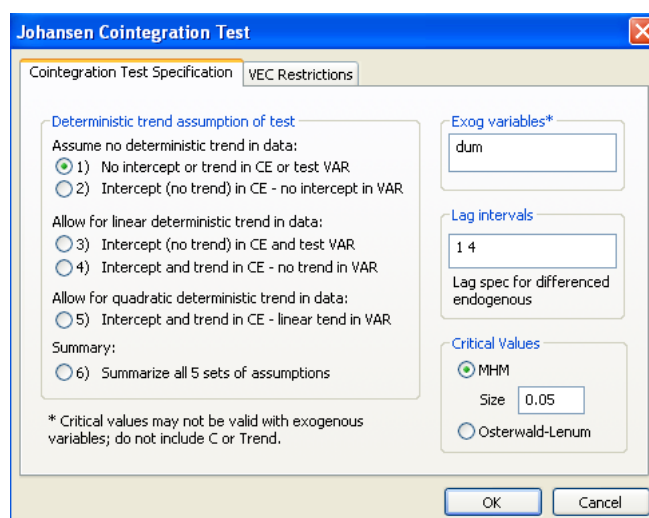 Johansen Cointegration Test
Cointegration Test Specification
VEC Restrictions
Deterministic trend assumption of test
Assume no deterministic trend in data:
1) No intercept or trend in CE or test VAR
2) Intercept (no trend) in CE - no intercept in VAR
Allow for linear deterministic trend in data:
3) Intercept (no trend) in CE and test VAR
4) Intercept and trend in CE - no trend in VAR
Allow for quadratic deterministic trend in data:
5) Intercept and trend in CE - linear tend in VAR
Summary:
6) Summarize all 5 sets of assumptions
* Critical values may not be valid with exogenous
variables; do not include C or Trend.
Exog variables*
dum
Lag intervals
1 4
Lag spec for differenced
endogenous
Critical Values
MHM
Size 0.05
Osterwald-Lenum
OK
Cancel